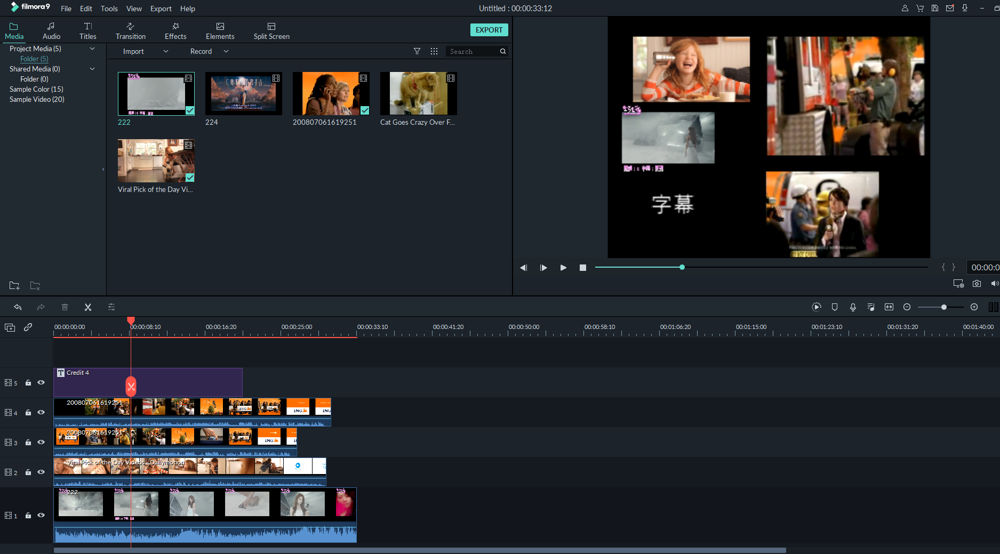 filmora9 File Edit Tools View Export Help Untitled : 00:00:33:12
Media Audio Titles Transition Effects Elements Split Screen EXPORT
Project Media (5)
Folder (5)
Shared Media (0)
Folder (0)
Sample Color (15)
Sample Video (20)
Import Record Search
COLUMBIA
222 224 200807061619251 Cat Goes Crazy Over F...
Viral Pick of the Day Vi...
字幕
00:00:0
00:00:00:00 00:00:08:10 00:00:16:20 00:00:25:00 00:00:33:10 00:00:41:20 00:00:50:00 00:00:58:10 00:01:06:20 00:01:15:00 00:01:23:10 00:01:31:20 00:01:40:00
5 T Credit 4
4 200807061619251 ING ING
3 200807061619251 ING
2 Viral Pick of the Day Videos - Dailymotion
1 222